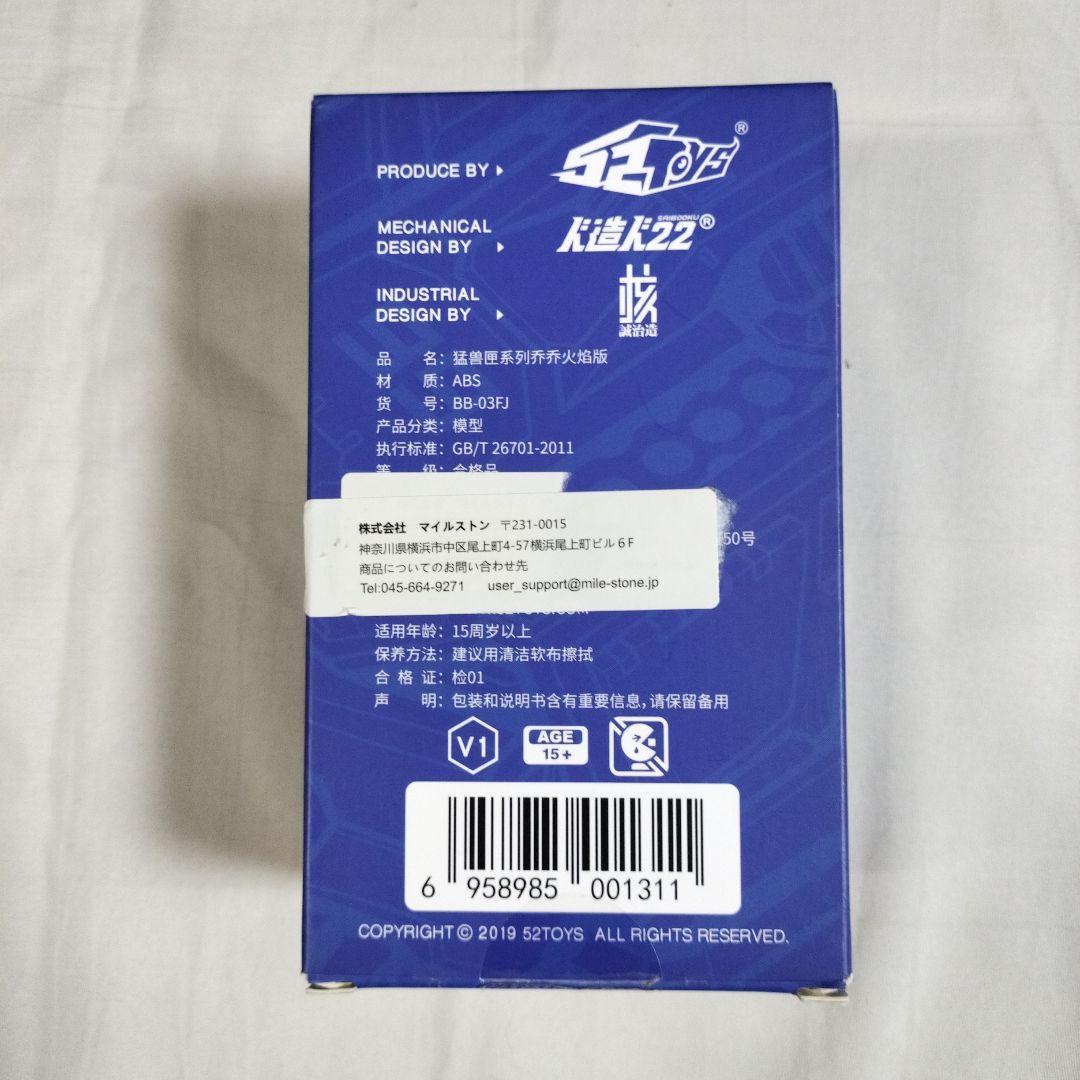 PRODUCE BY
52TOYS®
MECHANICAL
DESIGN BY
SAIBOOKU
人造人22®
INDUSTRIAL
DESIGN BY
核
誠治造
品 名：猛兽匣系列乔乔火焰版
材 质：ABS
货 号：BB-03FJ
产品分类：模型
执行标准：GB/T 26701-2011
等 级：合格品
50号
株式会社 マイルストン 〒231-0015
神奈川県横浜市中区尾上町4-57横浜尾上町ビル６F
商品についてのお問い合わせ先
Tel:045-664-9271 user_support@mile-stone.jp
适用年龄：15周岁以上
保养方法：建议用清洁软布擦拭
合 格 证：检01
声 明：包装和说明书含有重要信息,请保留备用
V1
AGE
15+
6 958985 001311
COPYRIGHT © 2019 52TOYS ALL RIGHTS RESERVED.